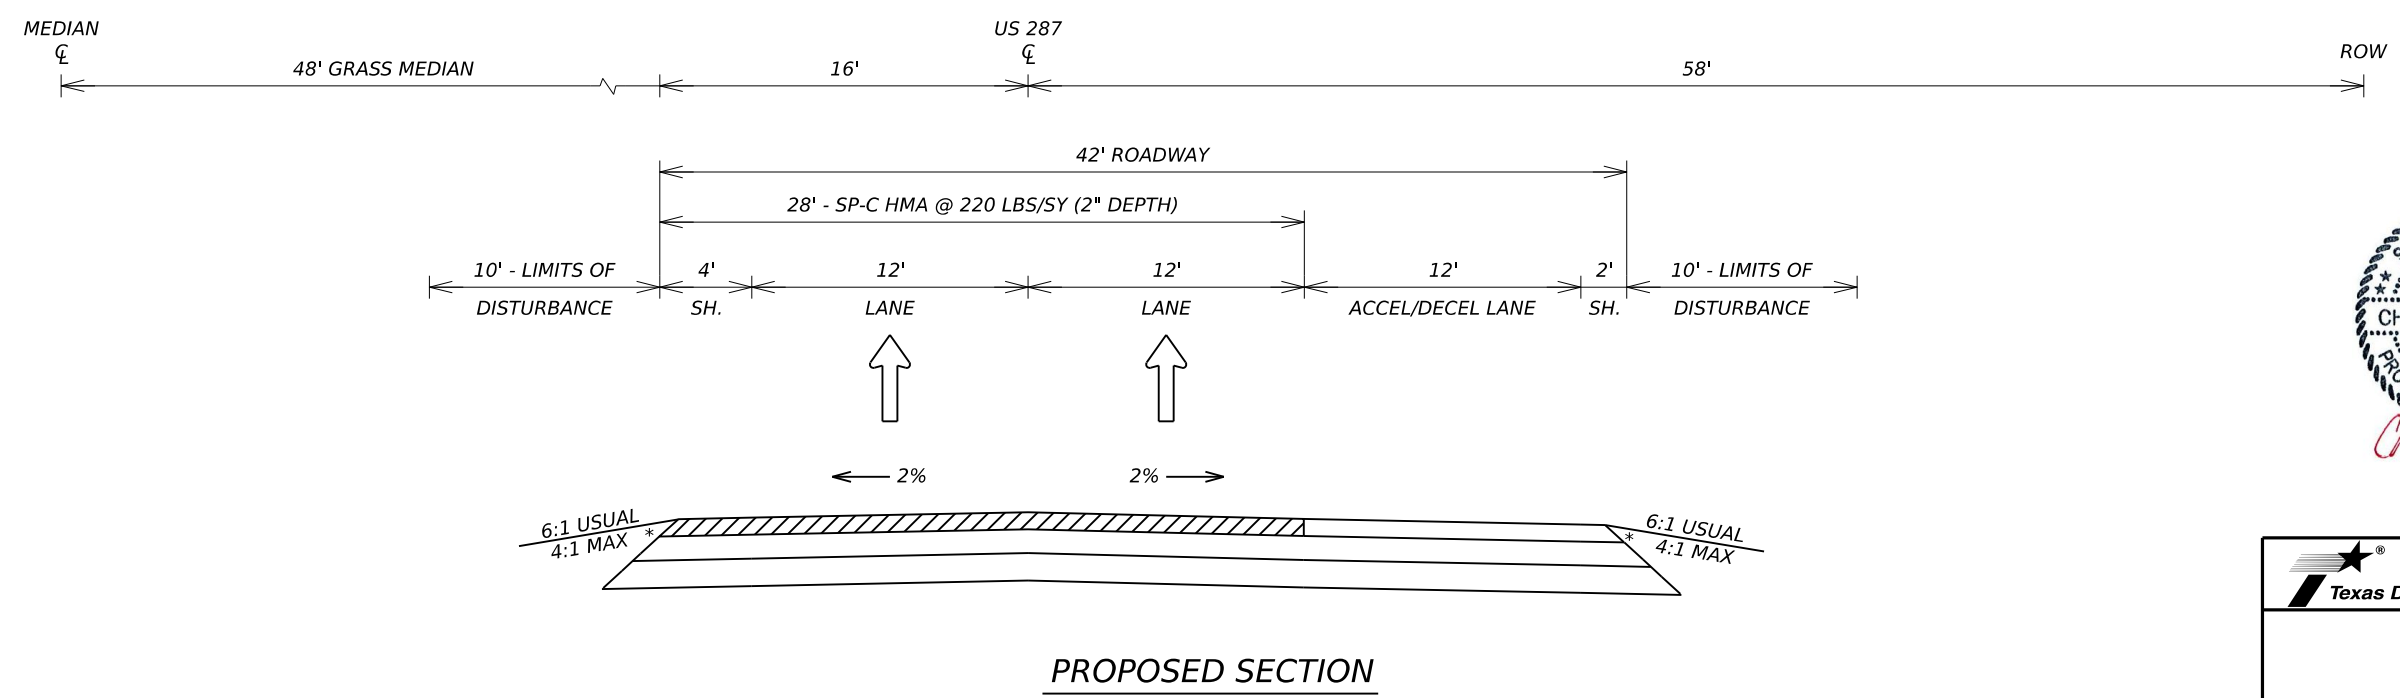 MEDIAN
℄
US 287
℄
ROW
48' GRASS MEDIAN
16'
58'
42' ROADWAY
28' - SP-C HMA @ 220 LBS/SY (2" DEPTH)
10' - LIMITS OF
DISTURBANCE
4'
SH.
12'
LANE
12'
LANE
12'
ACCEL/DECEL LANE
2'
SH.
10' - LIMITS OF
DISTURBANCE
2%
2%
6:1 USUAL
4:1 MAX *
6:1 USUAL
* 4:1 MAX
PROPOSED SECTION
®
Texas